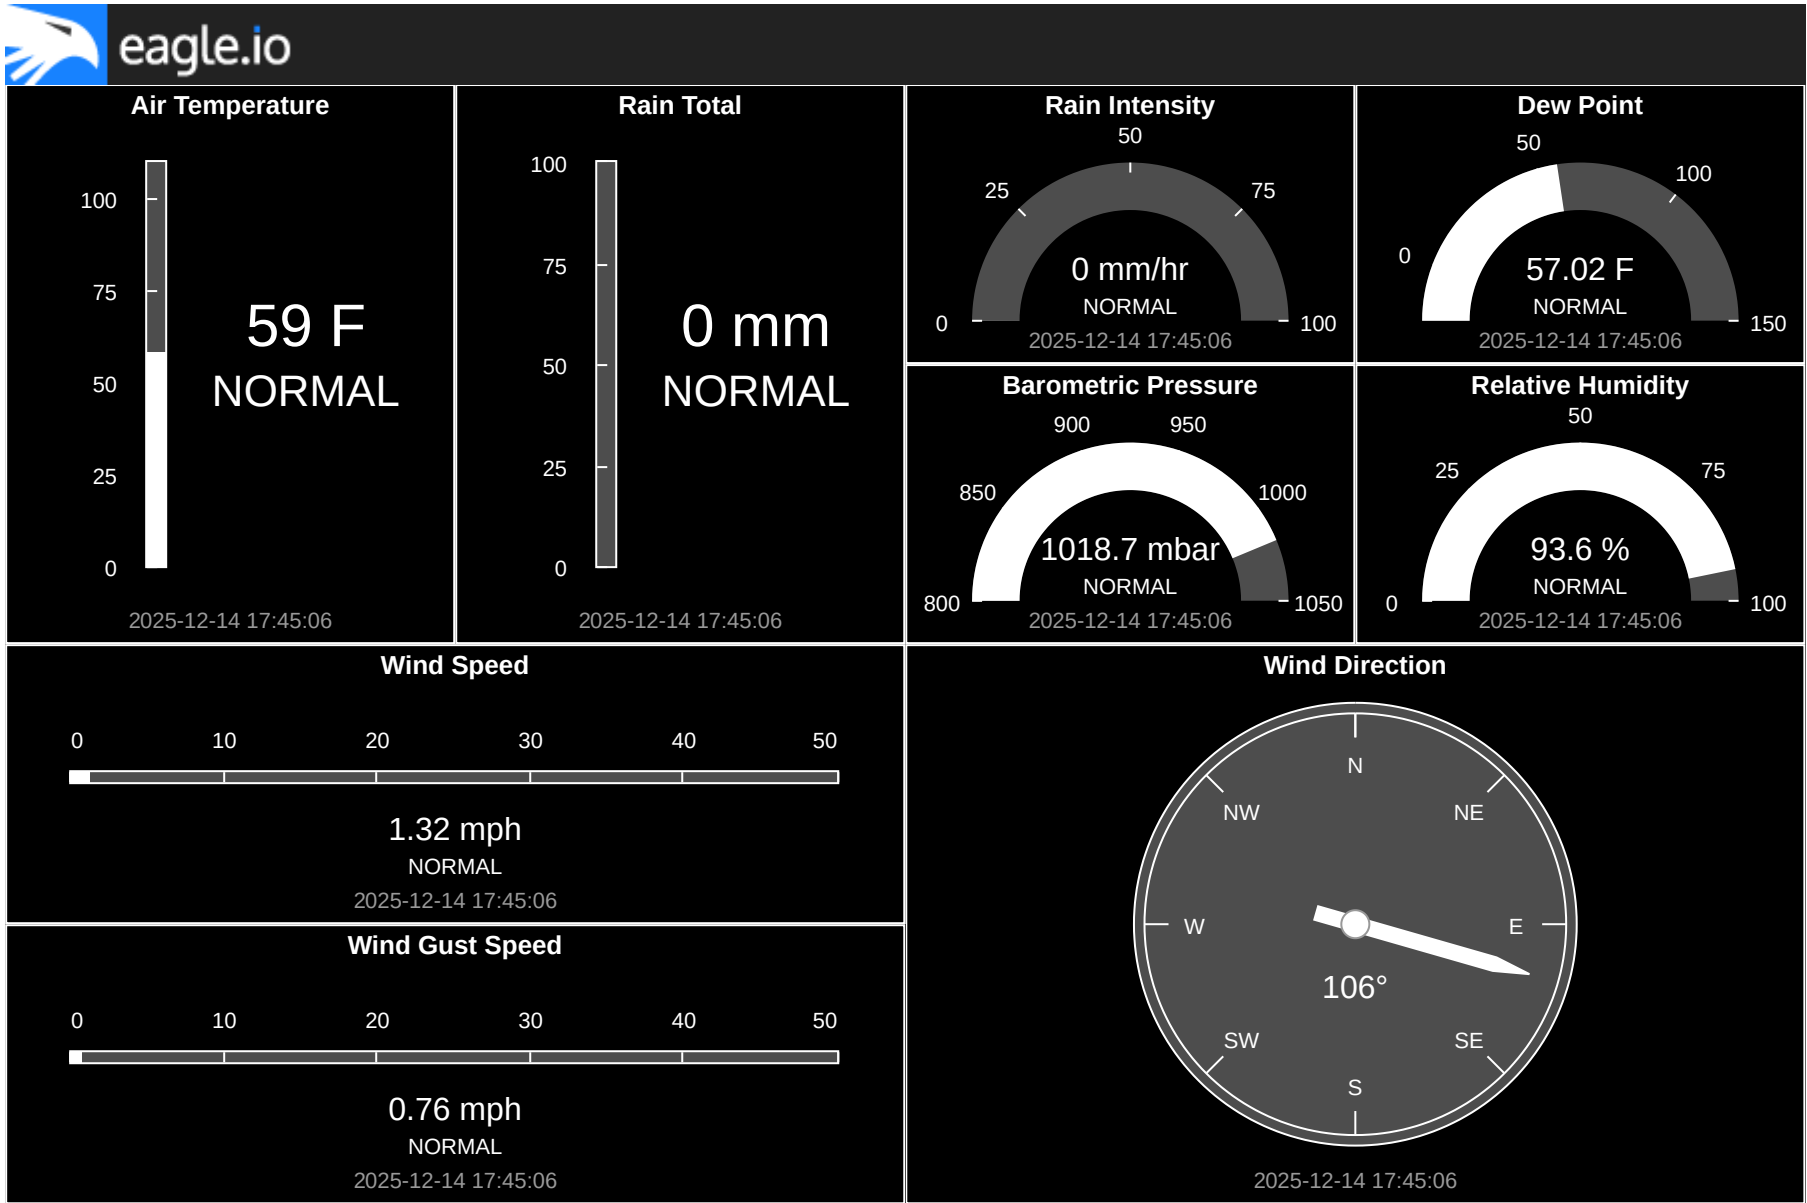 eagle.io
Air Temperature
100
75
50
25
0
59 F
NORMAL
2025-12-14 17:45:06
Rain Total
100
75
50
25
0
0 mm
NORMAL
2025-12-14 17:45:06
Rain Intensity
0
25
50
75
100
0 mm/hr
NORMAL
2025-12-14 17:45:06
Dew Point
0
50
100
150
57.02 F
NORMAL
2025-12-14 17:45:06
Barometric Pressure
800
850
900
950
1000
1050
1018.7 mbar
NORMAL
2025-12-14 17:45:06
Relative Humidity
0
25
50
75
100
93.6 %
NORMAL
2025-12-14 17:45:06
Wind Speed
0 10 20 30 40 50
1.32 mph
NORMAL
2025-12-14 17:45:06
Wind Gust Speed
0 10 20 30 40 50
0.76 mph
NORMAL
2025-12-14 17:45:06
Wind Direction
N
NW NE
W E
106°
SW SE
S
2025-12-14 17:45:06